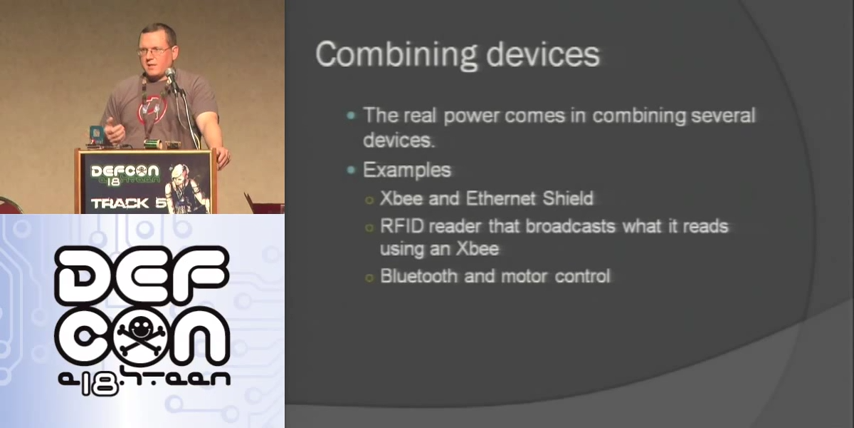 DEFCON
18
TRACK 5
DEF
CON
18
Combining devices
The real power comes in combining several
devices.
Examples
Xbee and Ethernet Shield
RFID reader that broadcasts what it reads
using an Xbee
Bluetooth and motor control